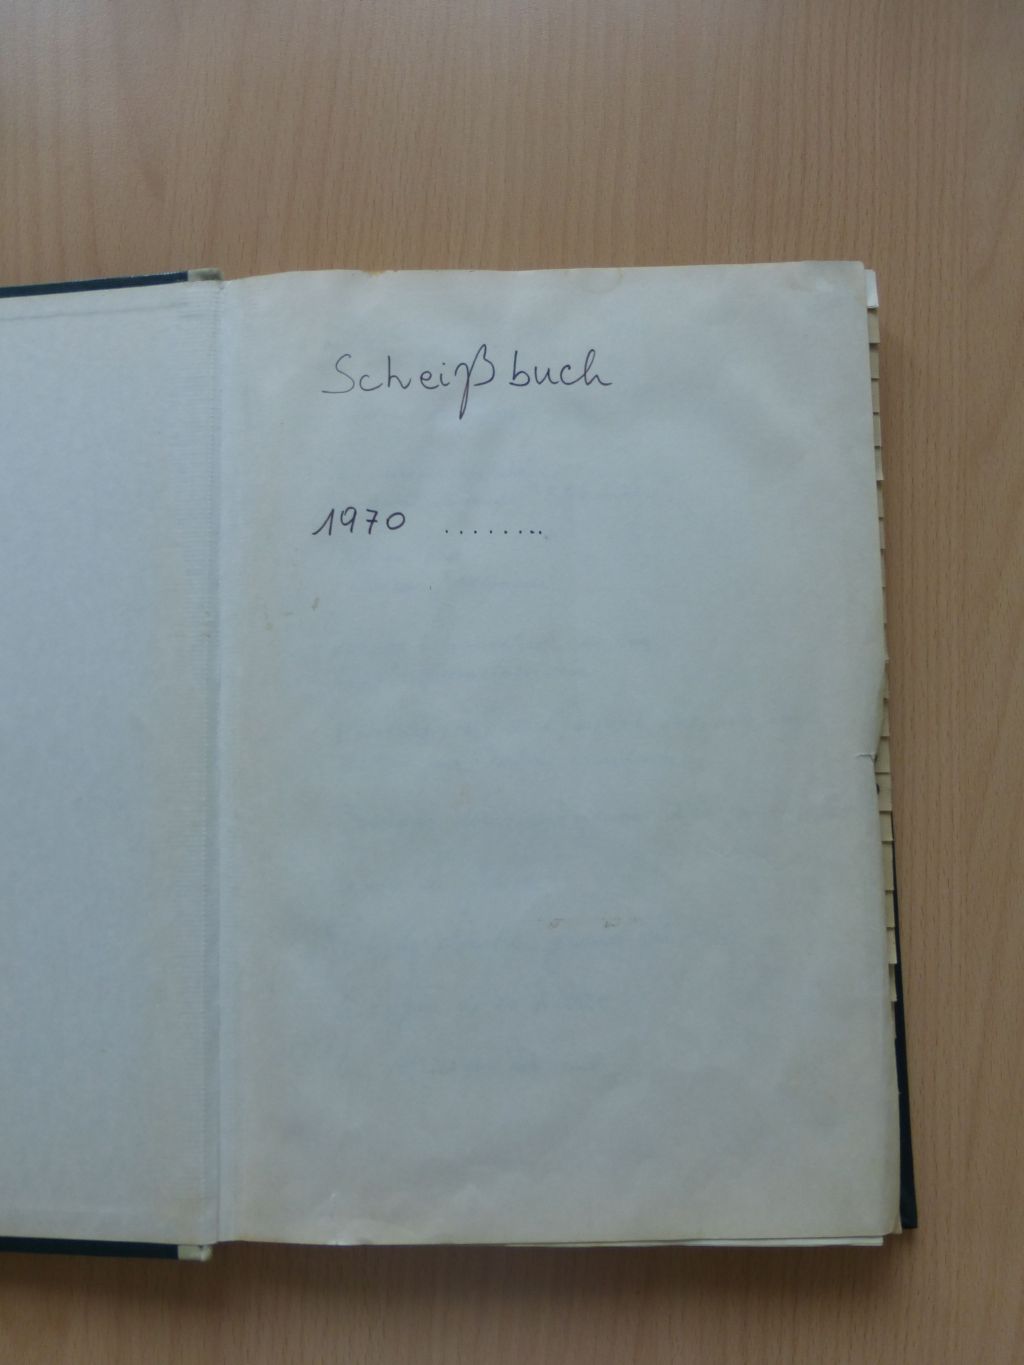 Scheißbuch
1970 ........